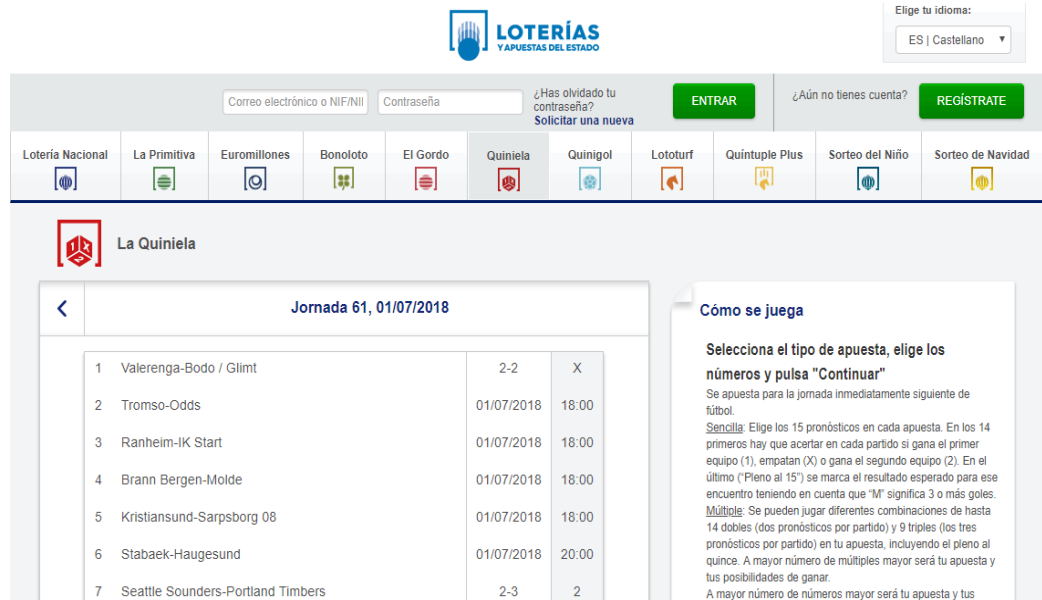 Elige tu idioma:
LOTERÍAS
Y APUESTAS DEL ESTADO
ES | Castellano
Correo electrónico o NIF/NII
Contraseña
¿Has olvidado tu
contraseña?
Solicitar una nueva
ENTRAR
¿Aún no tienes cuenta?
REGÍSTRATE
Lotería Nacional La Primitiva Euromillones Bonoloto El Gordo Quiniela Quinigol Lototurf Quíntuple Plus Sorteo del Niño Sorteo de Navidad
La Quiniela
Jornada 61, 01/07/2018
1 Valerenga-Bodo / Glimt 2-2 X
2 Tromso-Odds 01/07/2018 18:00
3 Ranheim-IK Start 01/07/2018 18:00
4 Brann Bergen-Molde 01/07/2018 18:00
5 Kristiansund-Sarpsborg 08 01/07/2018 18:00
6 Stabaek-Haugesund 01/07/2018 20:00
7 Seattle Sounders-Portland Timbers 2-3 2
Cómo se juega
Selecciona el tipo de apuesta, elige los
números y pulsa "Continuar"
Se apuesta para la jornada inmediatamente siguiente de
fútbol.
Sencilla: Elige los 15 pronósticos en cada apuesta. En los 14
primeros hay que acertar en cada partido si gana el primer
equipo (1), empatan (X) o gana el segundo equipo (2). En el
último ("Pleno al 15") se marca el resultado esperado para ese
encuentro teniendo en cuenta que "M" significa 3 o más goles.
Múltiple: Se pueden jugar diferentes combinaciones de hasta
14 dobles (dos pronósticos por partido) y 9 triples (los tres
pronósticos por partido) en tu apuesta, incluyendo el pleno al
quince. A mayor número de múltiples mayor será tu apuesta y
tus posibilidades de ganar.
A mayor número de números mayor será tu apuesta y tus